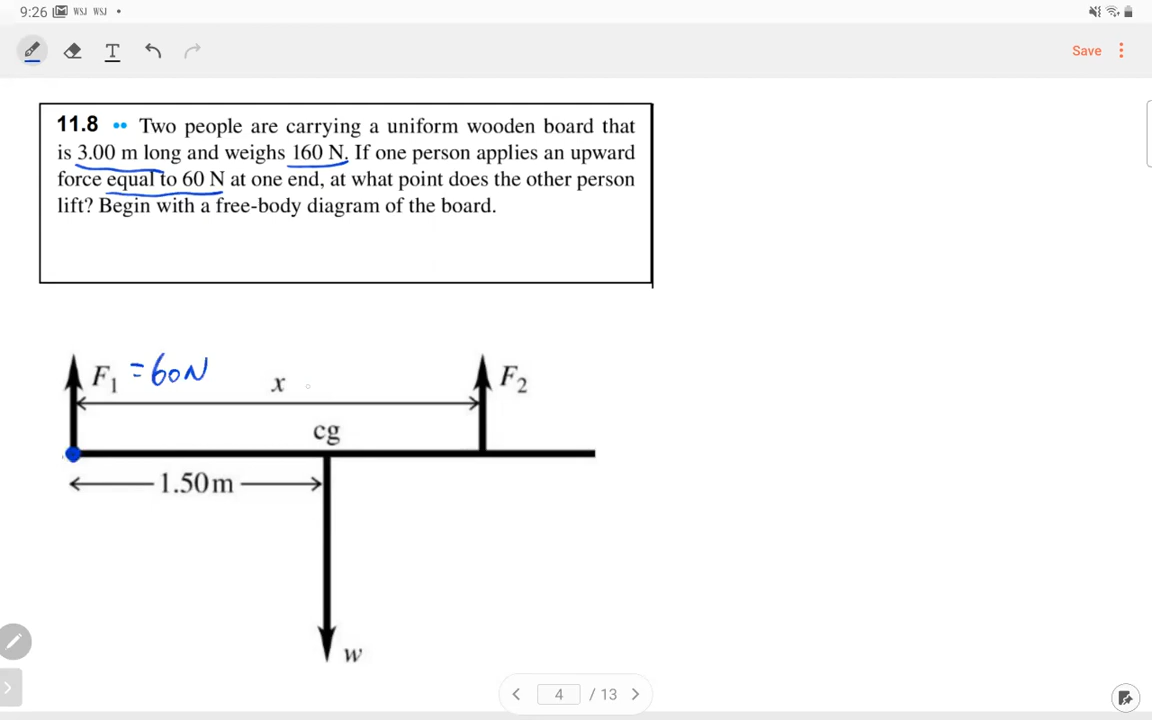 9:26 WSJ WSJ
T Save
11.8 •• Two people are carrying a uniform wooden board that
is 3.00 m long and weighs 160 N. If one person applies an upward
force equal to 60 N at one end, at what point does the other person
lift? Begin with a free-body diagram of the board.
F₁ = 60N x F₂
cg
1.50 m
w
4 / 13